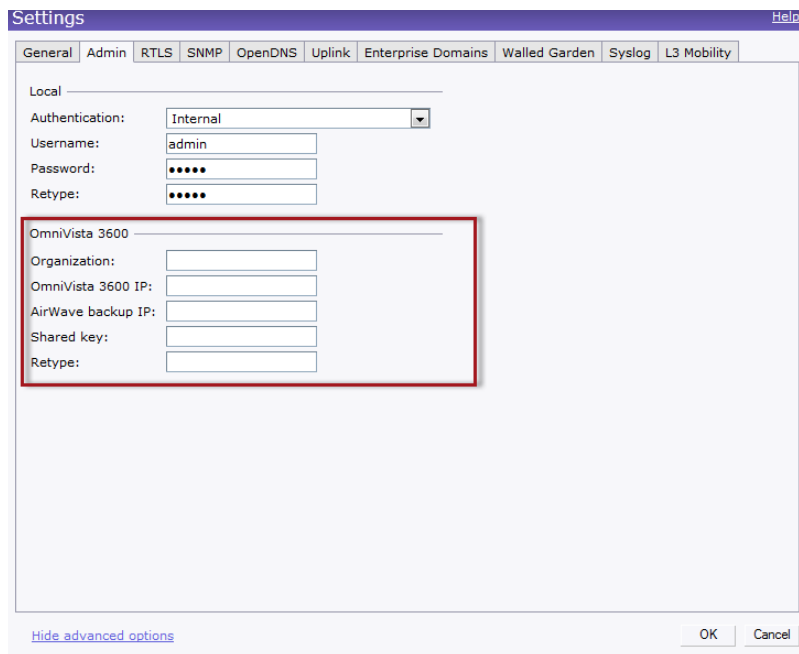 Settings Help
General Admin RTLS SNMP OpenDNS Uplink Enterprise Domains Walled Garden Syslog L3 Mobility
Local
Authentication: Internal
Username: admin
Password: •••••
Retype: •••••
OmniVista 3600
Organization:
OmniVista 3600 IP:
AirWave backup IP:
Shared key:
Retype:
Hide advanced options OK Cancel